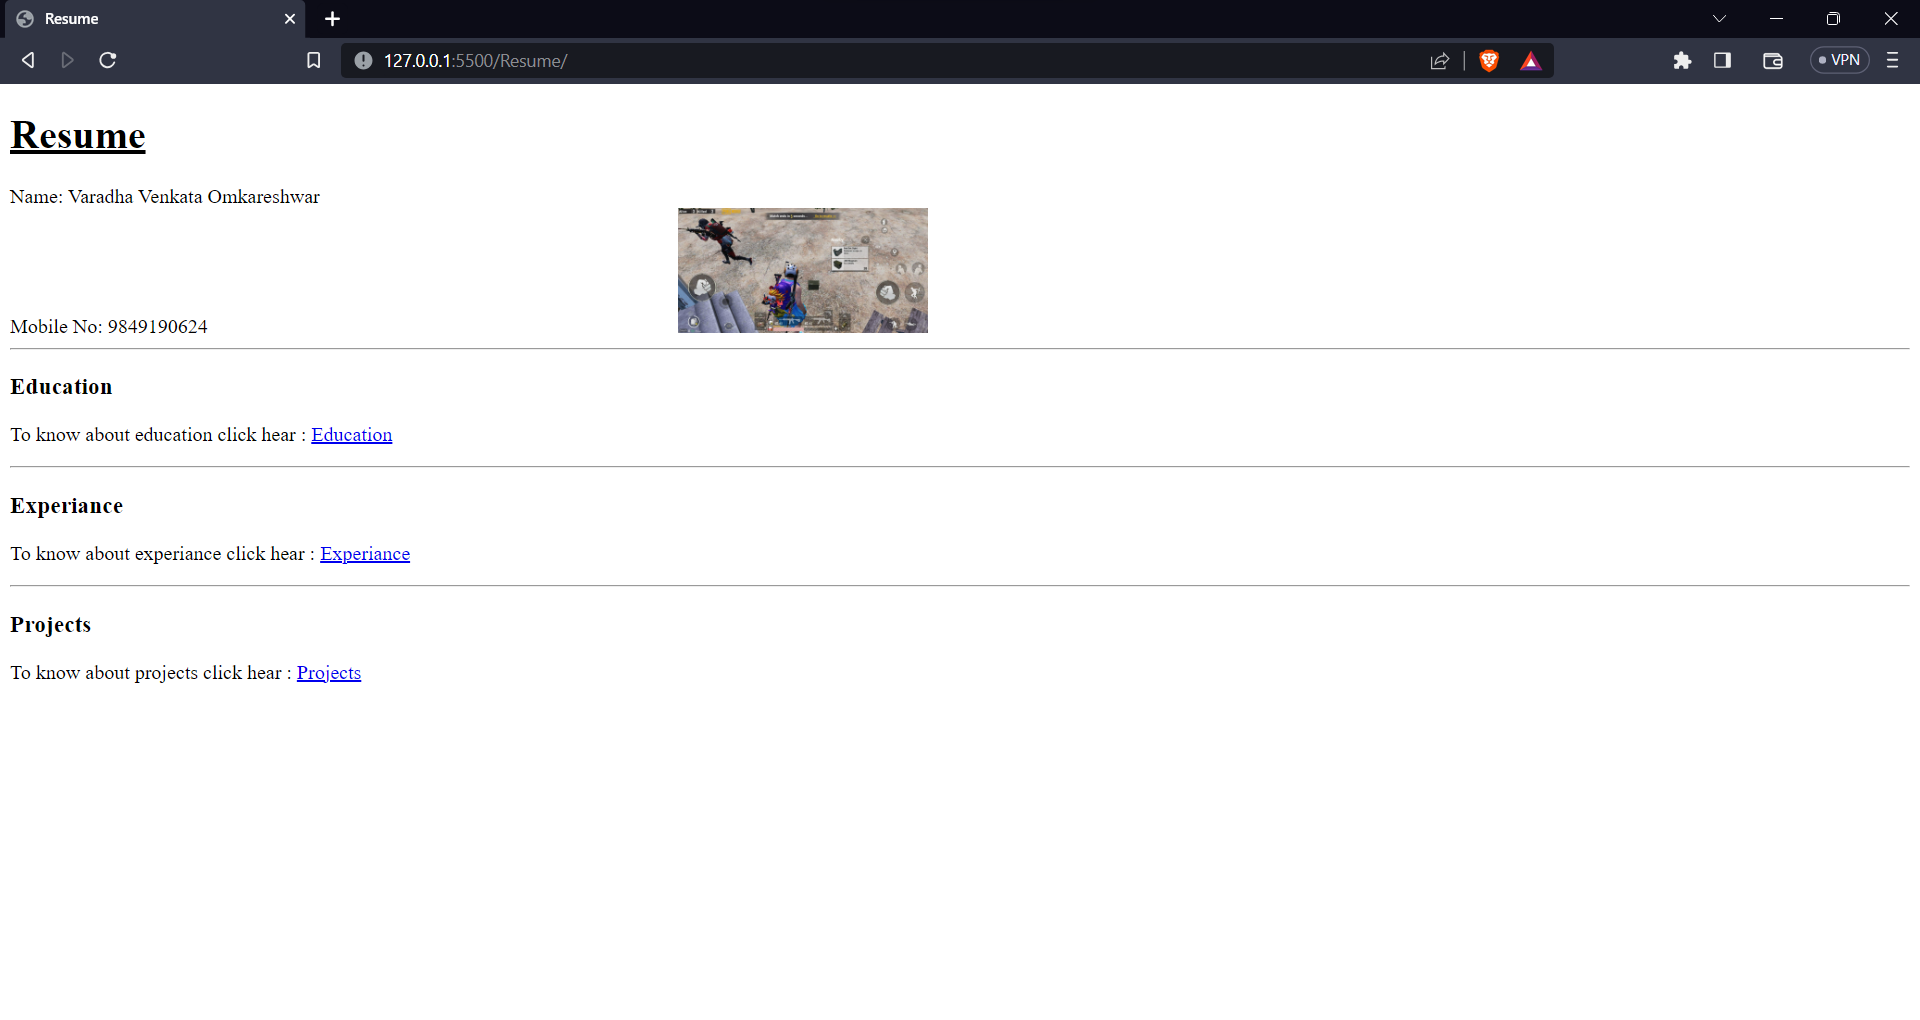 Resume
127.0.0.1:5500/Resume/
VPN
Resume
Name: Varadha Venkata Omkareshwar
Mobile No: 9849190624
Education
To know about education click hear : Education
Experiance
To know about experiance click hear : Experiance
Projects
To know about projects click hear : Projects